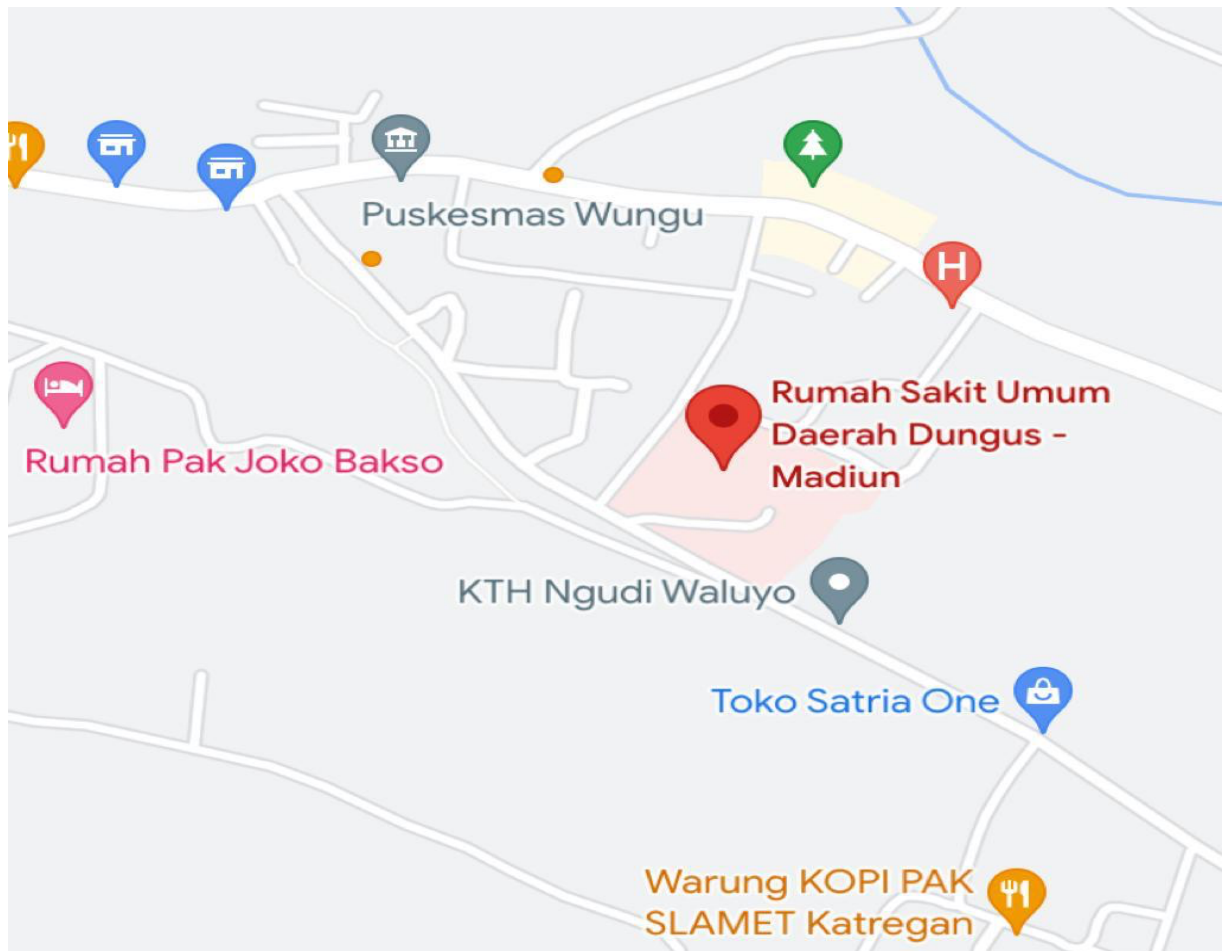 Puskesmas Wungu
H
Rumah Sakit Umum
Daerah Dungus -
Madiun
Rumah Pak Joko Bakso
KTH Ngudi Waluyo
Toko Satria One
Warung KOPI PAK
SLAMET Katregan